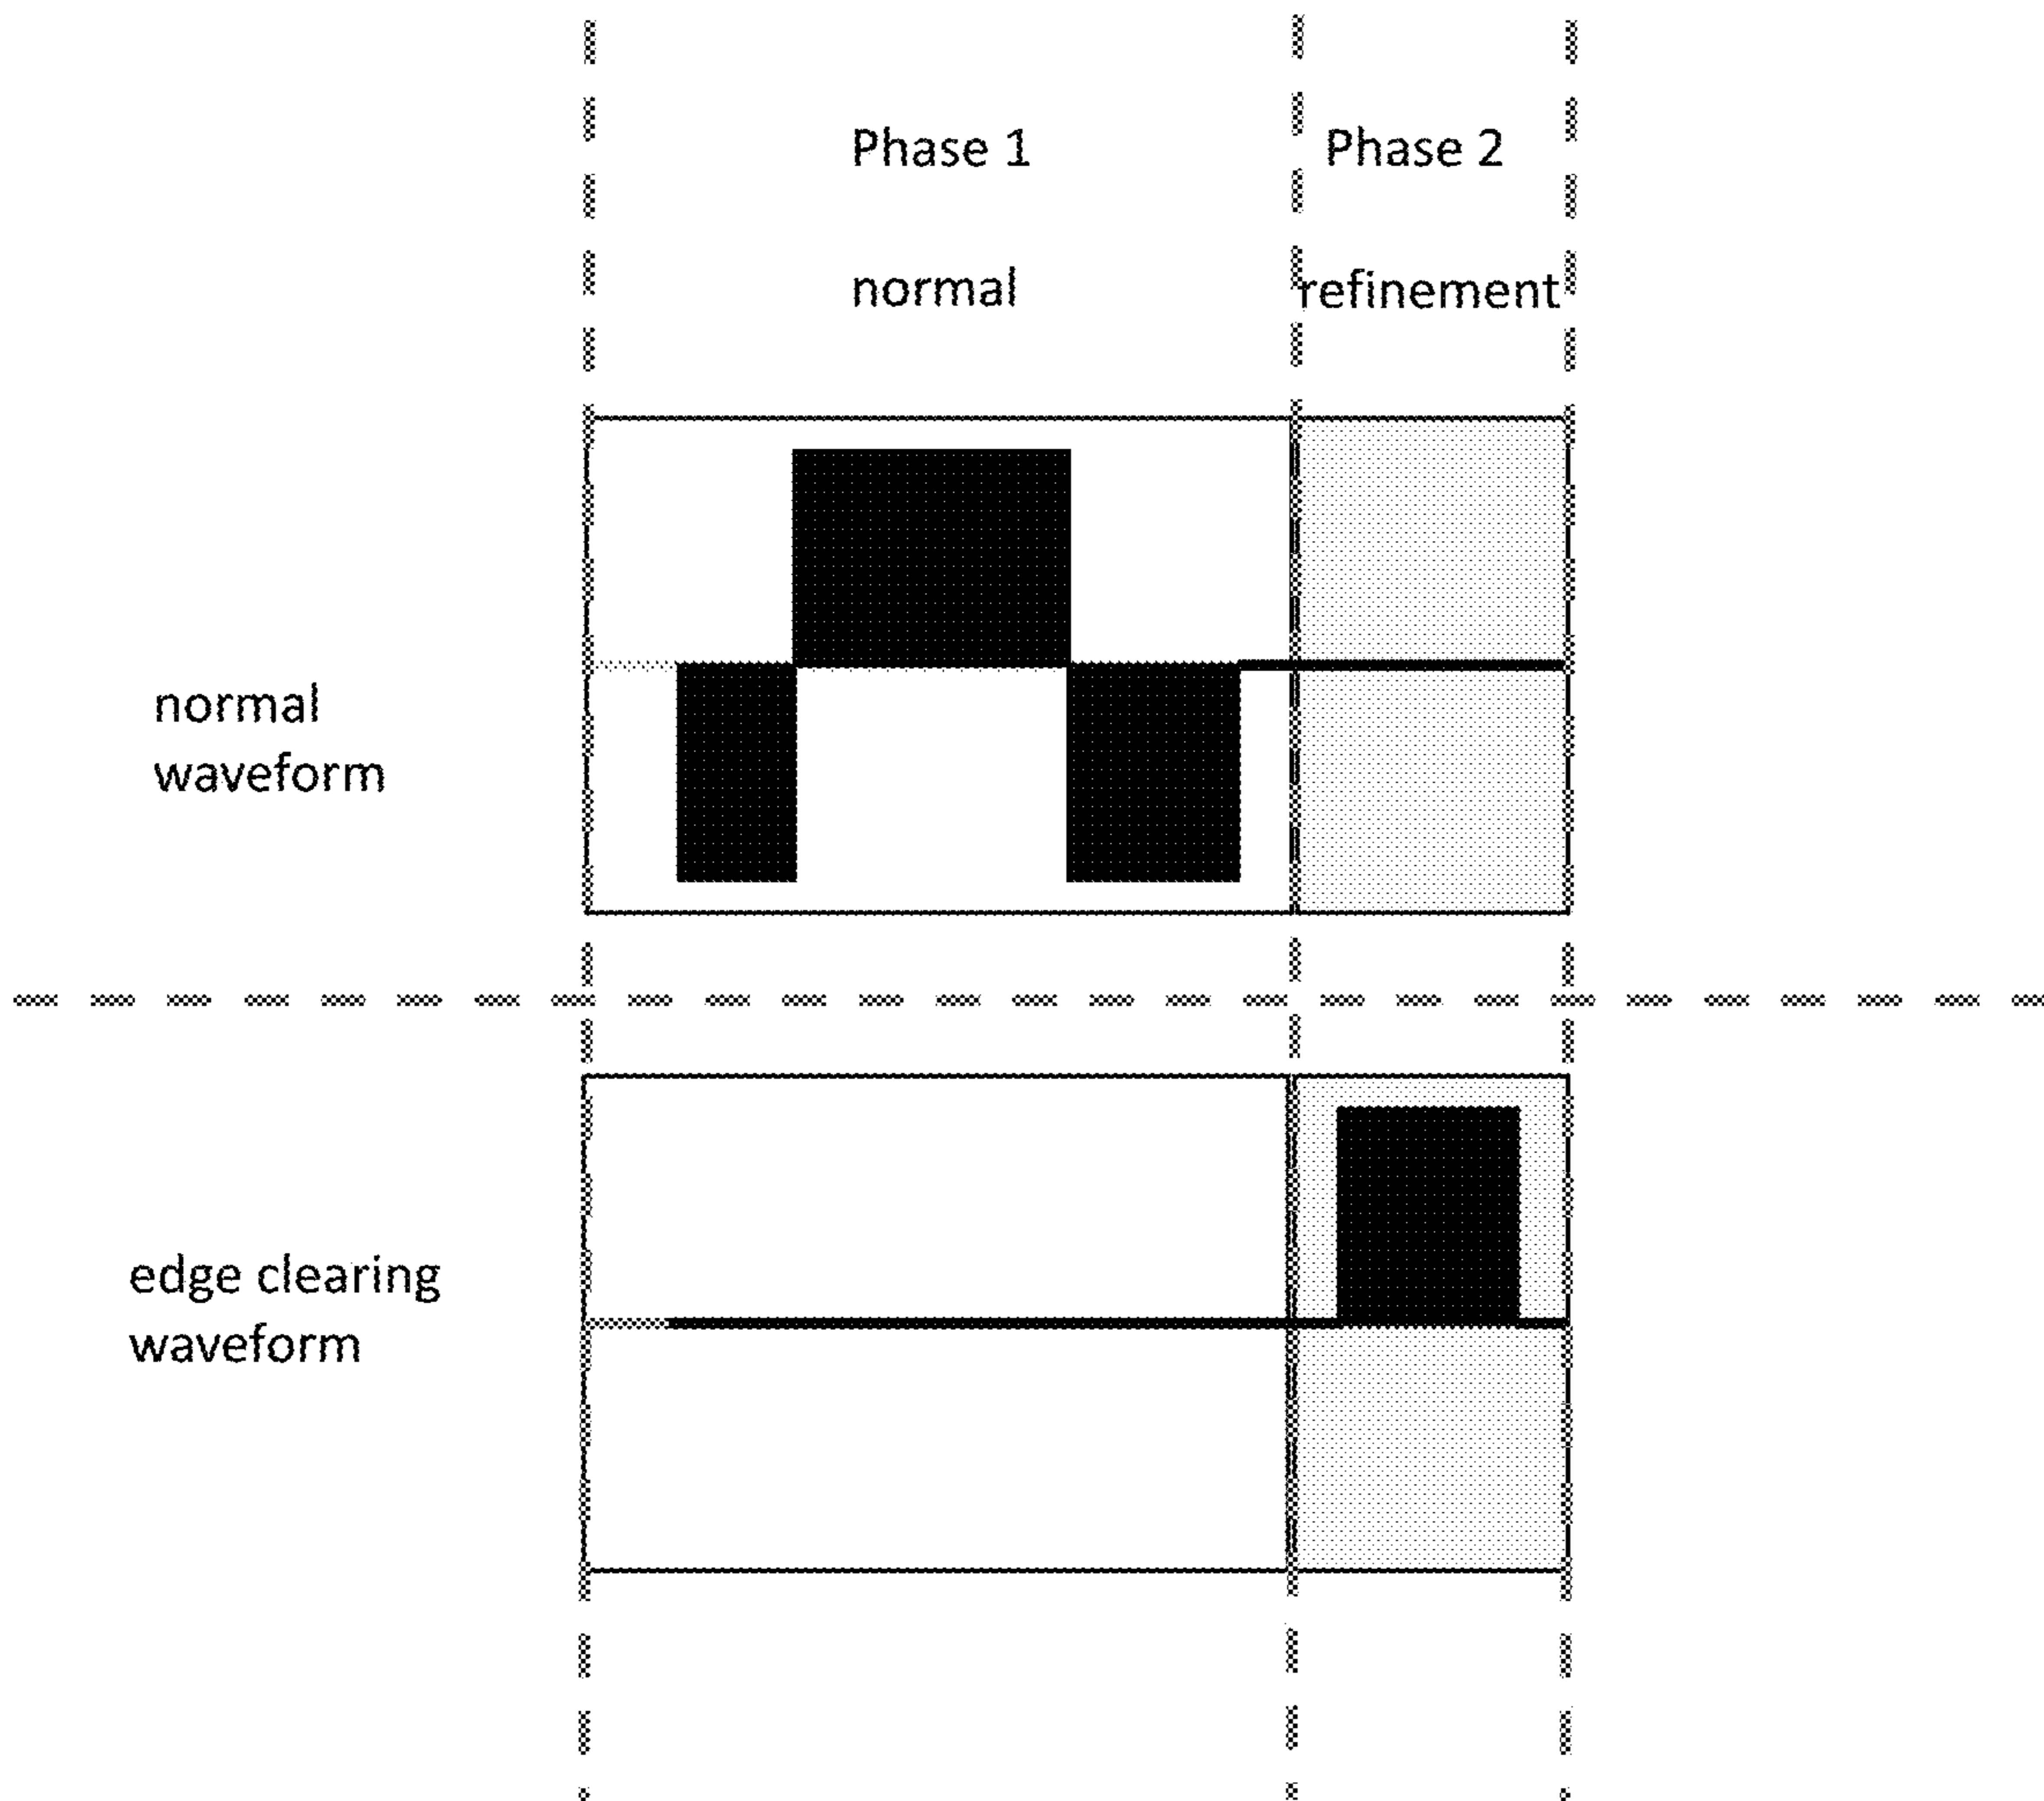 Phase 1
Phase 2
normal
refinement
normal
waveform
edge clearing
waveform